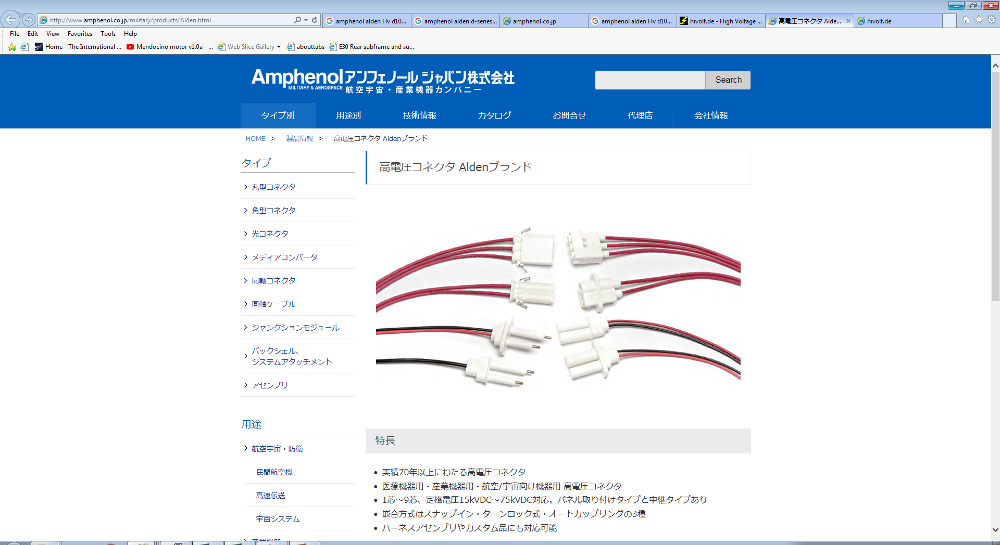 http://www.amphenol.co.jp/military/products/Alden.html
amphenol alden Hv d10...
amphenol alden d-series...
amphenol.co.jp
amphenol alden Hv d10...
hivolt.de - High Voltage ...
高電圧コネクタ Alde...
hivolt.de
File Edit View Favorites Tools Help
Home - The International ...
Mendocino motor v1.0a - ...
Web Slice Gallery
abouttabs
E30 Rear subframe and su...
Amphenol アンフェノール ジャパン株式会社
MILITARY & AEROSPACE 航空宇宙・産業機器カンパニー
Search
タイプ別 用途別 技術情報 カタログ お問合せ 代理店 会社情報
HOME > 製品情報 > 高電圧コネクタ Aldenブランド
タイプ
丸型コネクタ
角型コネクタ
光コネクタ
メディアコンバータ
同軸コネクタ
同軸ケーブル
ジャンクションモジュール
バックシェル、
システムアタッチメント
アセンブリ
用途
航空宇宙・防衛
民間航空機
高速伝送
宇宙システム
産業機器
高電圧コネクタ Aldenブランド
特長
• 実績70年以上にわたる高電圧コネクタ
• 医療機器用・産業機器用・航空/宇宙向け機器用 高電圧コネクタ
• 1芯～9芯、定格電圧15kVDC～75kVDC対応。パネル取り付けタイプと中継タイプあり
• 嵌合方式はスナップイン・ターンロック式・オートカップリングの3種
• ハーネスアセンブリやカスタム品にも対応可能